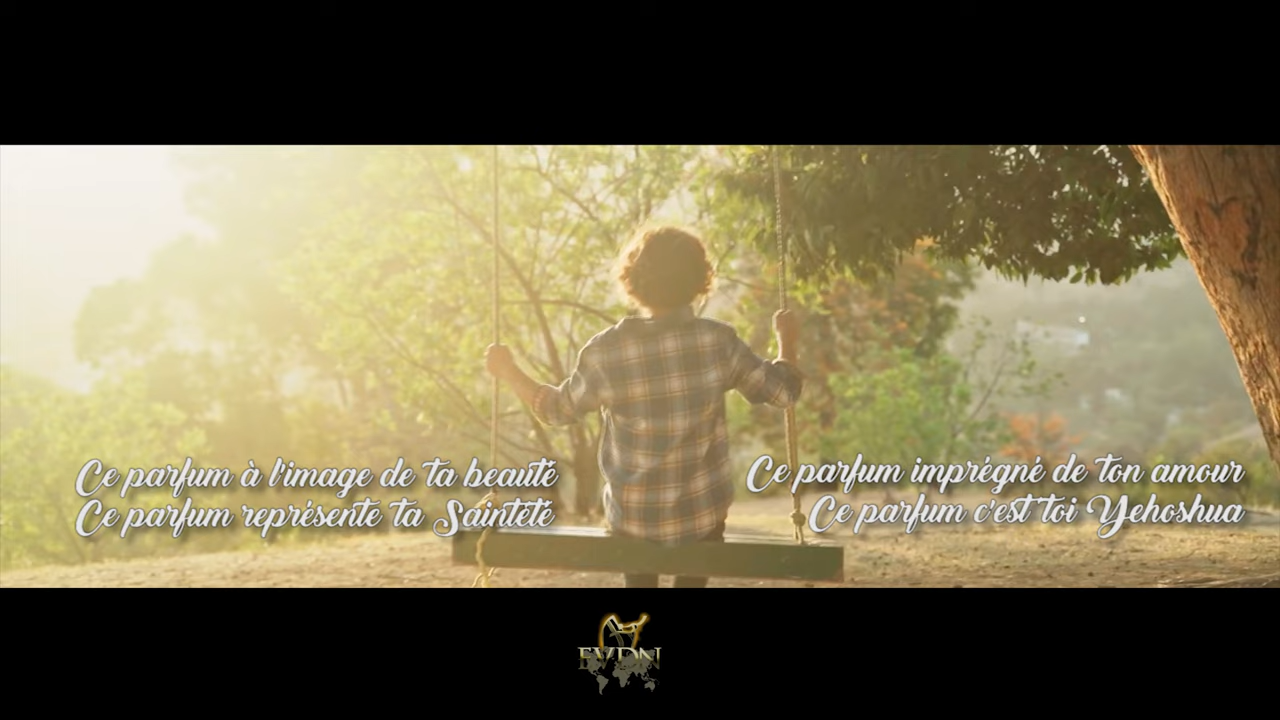 Ce parfum à l'image de ta beauté
Ce parfum représente ta Sainteté
Ce parfum imprégné de ton amour
Ce parfum c'est toi Yehoshua
EVDN